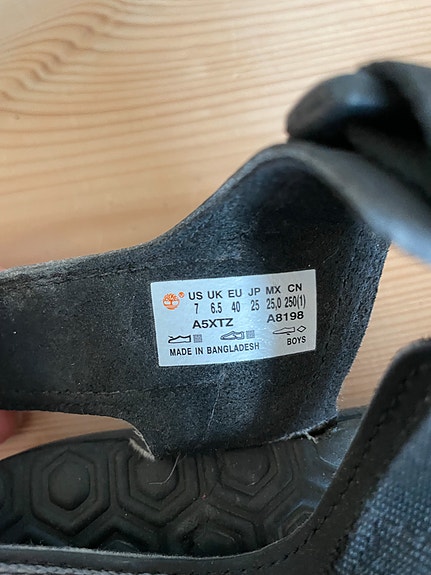 US UK EU JP MX CN
7 6.5 40 25 25,0 250(1)
A5XTZ A8198
MADE IN BANGLADESH BOYS